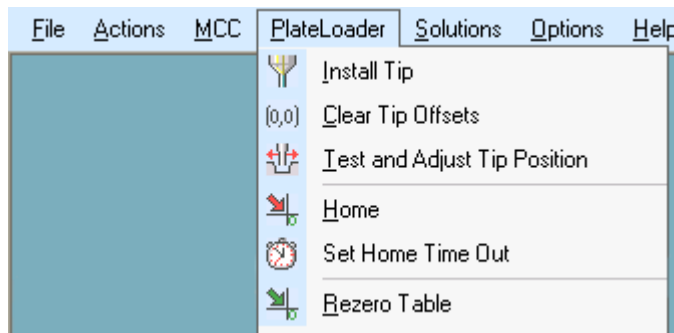 File Actions MCC PlateLoader Solutions Options Help
Install Tip
(0,0) Clear Tip Offsets
Test and Adjust Tip Position
Home
Set Home Time Out
Rezero Table